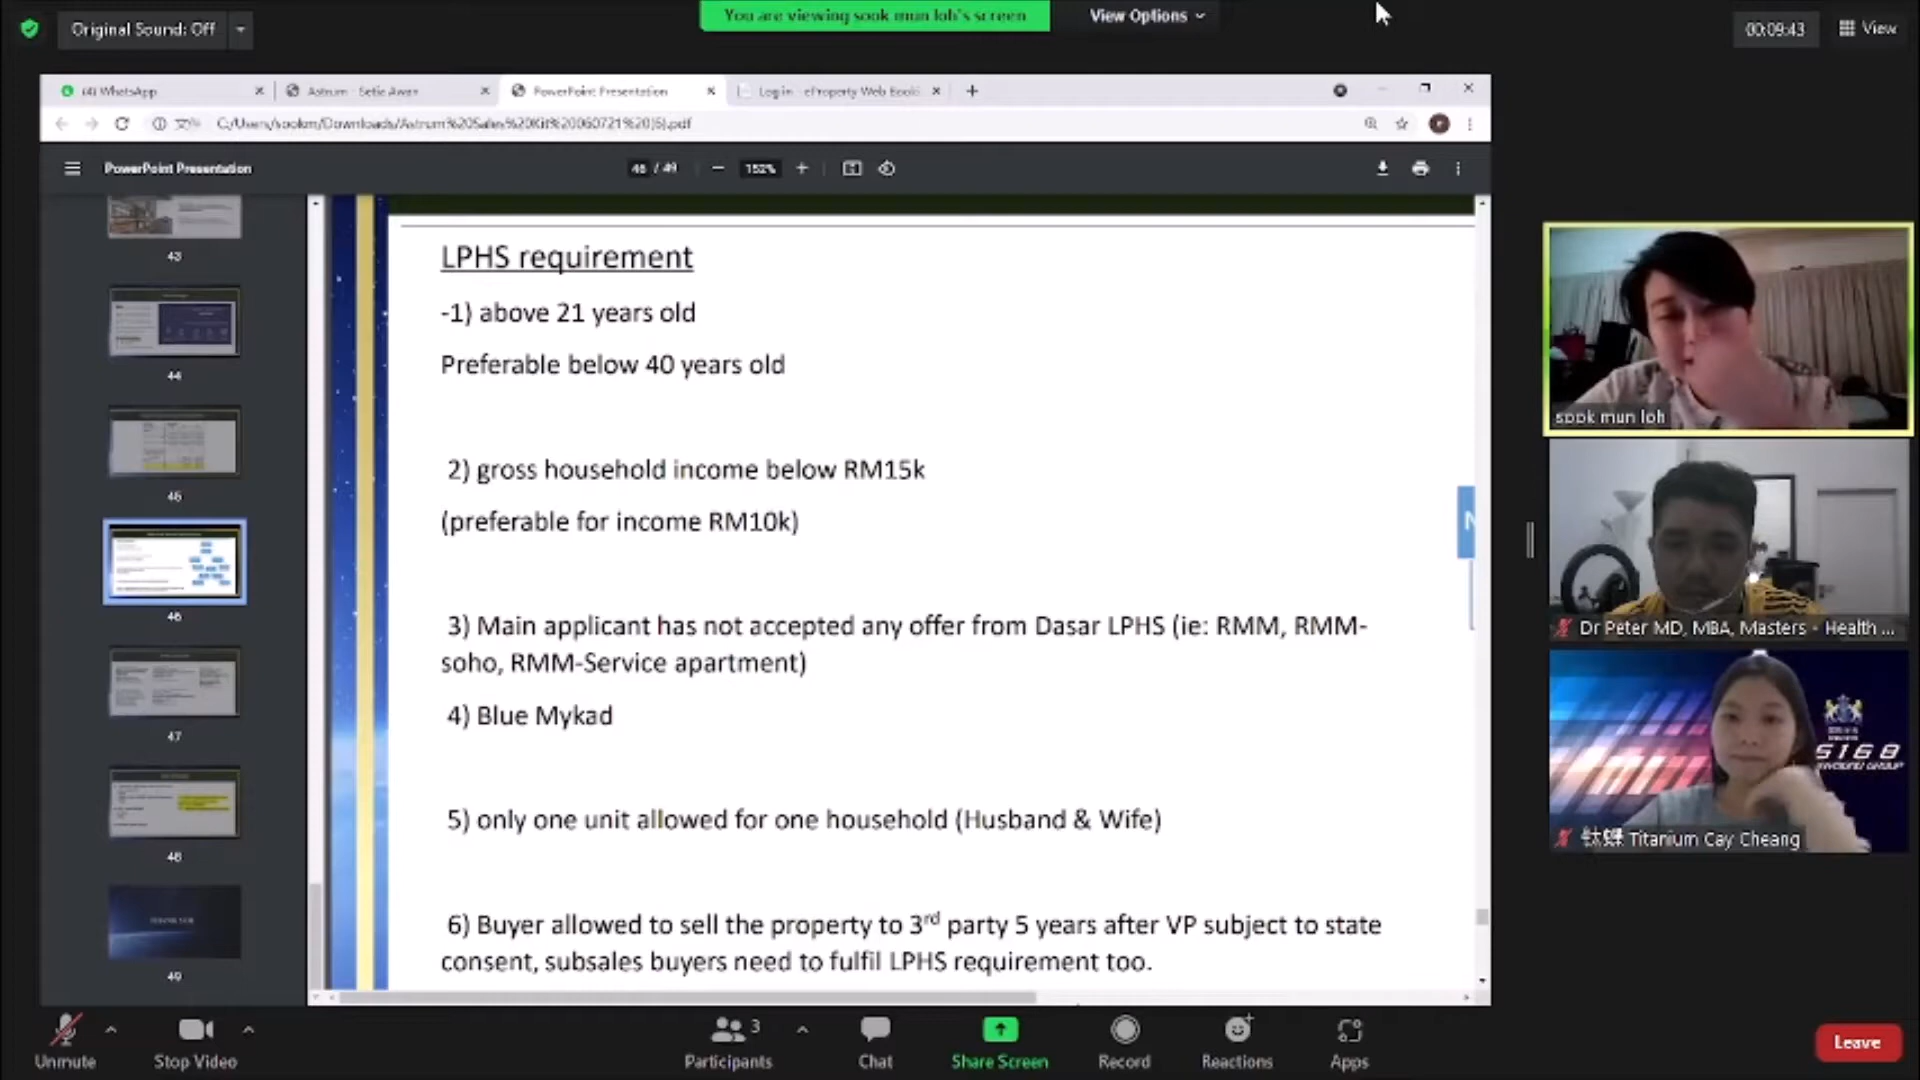 Original Sound: Off
You are viewing sook mun loh's screen
View Options
00:09:43
View
(4) WhatsApp
Astrum - Setia Awan
PowerPoint Presentation
Log in - eProperty Web Booki
C:/Users/sookm/Downloads/Astrum%20Sales%20Kit%20060721%20(6).pdf
PowerPoint Presentation
46 / 49
152%
43
44
45
46
47
48
49
LPHS requirement
-1) above 21 years old
Preferable below 40 years old
2) gross household income below RM15k
(preferable for income RM10k)
3) Main applicant has not accepted any offer from Dasar LPHS (ie: RMM, RMM-
soho, RMM-Service apartment)
4) Blue Mykad
5) only one unit allowed for one household (Husband & Wife)
6) Buyer allowed to sell the property to 3rd party 5 years after VP subject to state
consent, subsales buyers need to fulfil LPHS requirement too.
N
sook mun loh
Dr Peter MD, MBA, Masters - Health ...
5168
钛蝶 Titanium Cay Cheang
Unmute
Stop Video
Participants
3
Chat
Share Screen
Record
Reactions
Apps
Leave